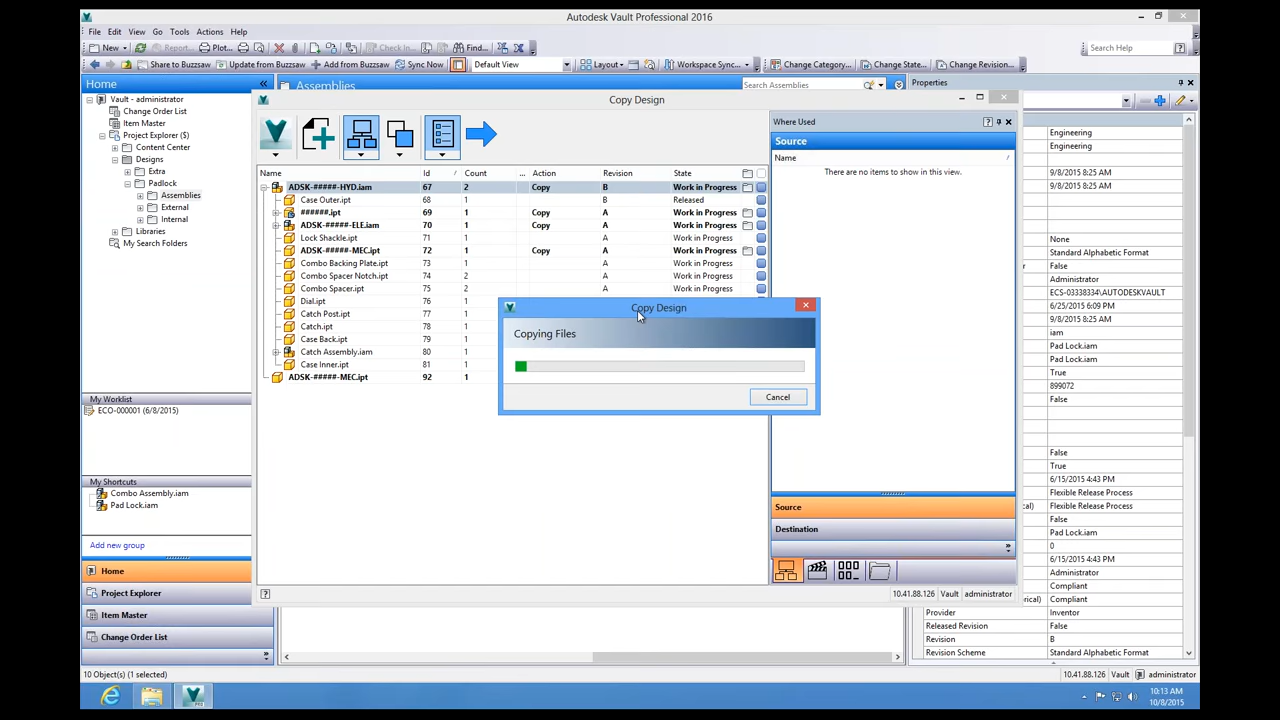 Autodesk Vault Professional 2016
File Edit View Go Tools Actions Help
New Report... Plot... Check In... Find... Search Help
Share to Buzzsaw Update from Buzzsaw Add from Buzzsaw Sync Now Default View Layout Workspace Sync... Change Category... Change State... Change Revision...
Home
Vault - administrator
Change Order List
Item Master
Project Explorer ($)
Content Center
Designs
Extra
Padlock
Assemblies
External
Internal
Libraries
My Search Folders
My Worklist
ECO-000001 (6/8/2015)
My Shortcuts
Combo Assembly.iam
Pad Lock.iam
Add new group
Home
Project Explorer
Item Master
Change Order List
10 Object(s) (1 selected)
Assemblies
Search Assemblies
Copy Design
Name Id Count ... Action Revision State
ADSK-#####-HYD.iam 67 2 Copy B Work in Progress
Case Outer.ipt 68 1 B Released
######.ipt 69 1 Copy A Work in Progress
ADSK-#####-ELE.iam 70 1 Copy A Work in Progress
Lock Shackle.ipt 71 1 A Work in Progress
ADSK-#####-MEC.ipt 72 1 Copy A Work in Progress
Combo Backing Plate.ipt 73 1 A Work in Progress
Combo Spacer Notch.ipt 74 2 A Work in Progress
Combo Spacer.ipt 75 2 A Work in Progress
Dial.ipt 76 1
Catch Post.ipt 77 1
Catch.ipt 78 1
Case Back.ipt 79 1
Catch Assembly.iam 80 1
Case Inner.ipt 81 1
ADSK-#####-MEC.ipt 92 1
Copy Design
Copying Files
Cancel
Where Used
Source
Name
There are no items to show in this view.
Source
Destination
10.41.88.126 Vault administrator
Properties
Engineering
Engineering
9/8/2015 8:25 AM
9/8/2015 8:25 AM
None
Standard Alphabetic Format
False
Administrator
ECS-03338334\AUTODESKVAULT
6/25/2015 6:09 PM
9/8/2015 8:25 AM
iam
Pad Lock.iam
Pad Lock.iam
True
899072
False
False
True
6/15/2015 4:43 PM
Flexible Release Process
Flexible Release Process
False
Pad Lock.iam
0
6/15/2015 4:43 PM
Administrator
Compliant
Compliant
Provider Inventor
Released Revision False
Revision B
Revision Scheme Standard Alphabetic Format
10.41.88.126 Vault administrator
10:13 AM
10/8/2015